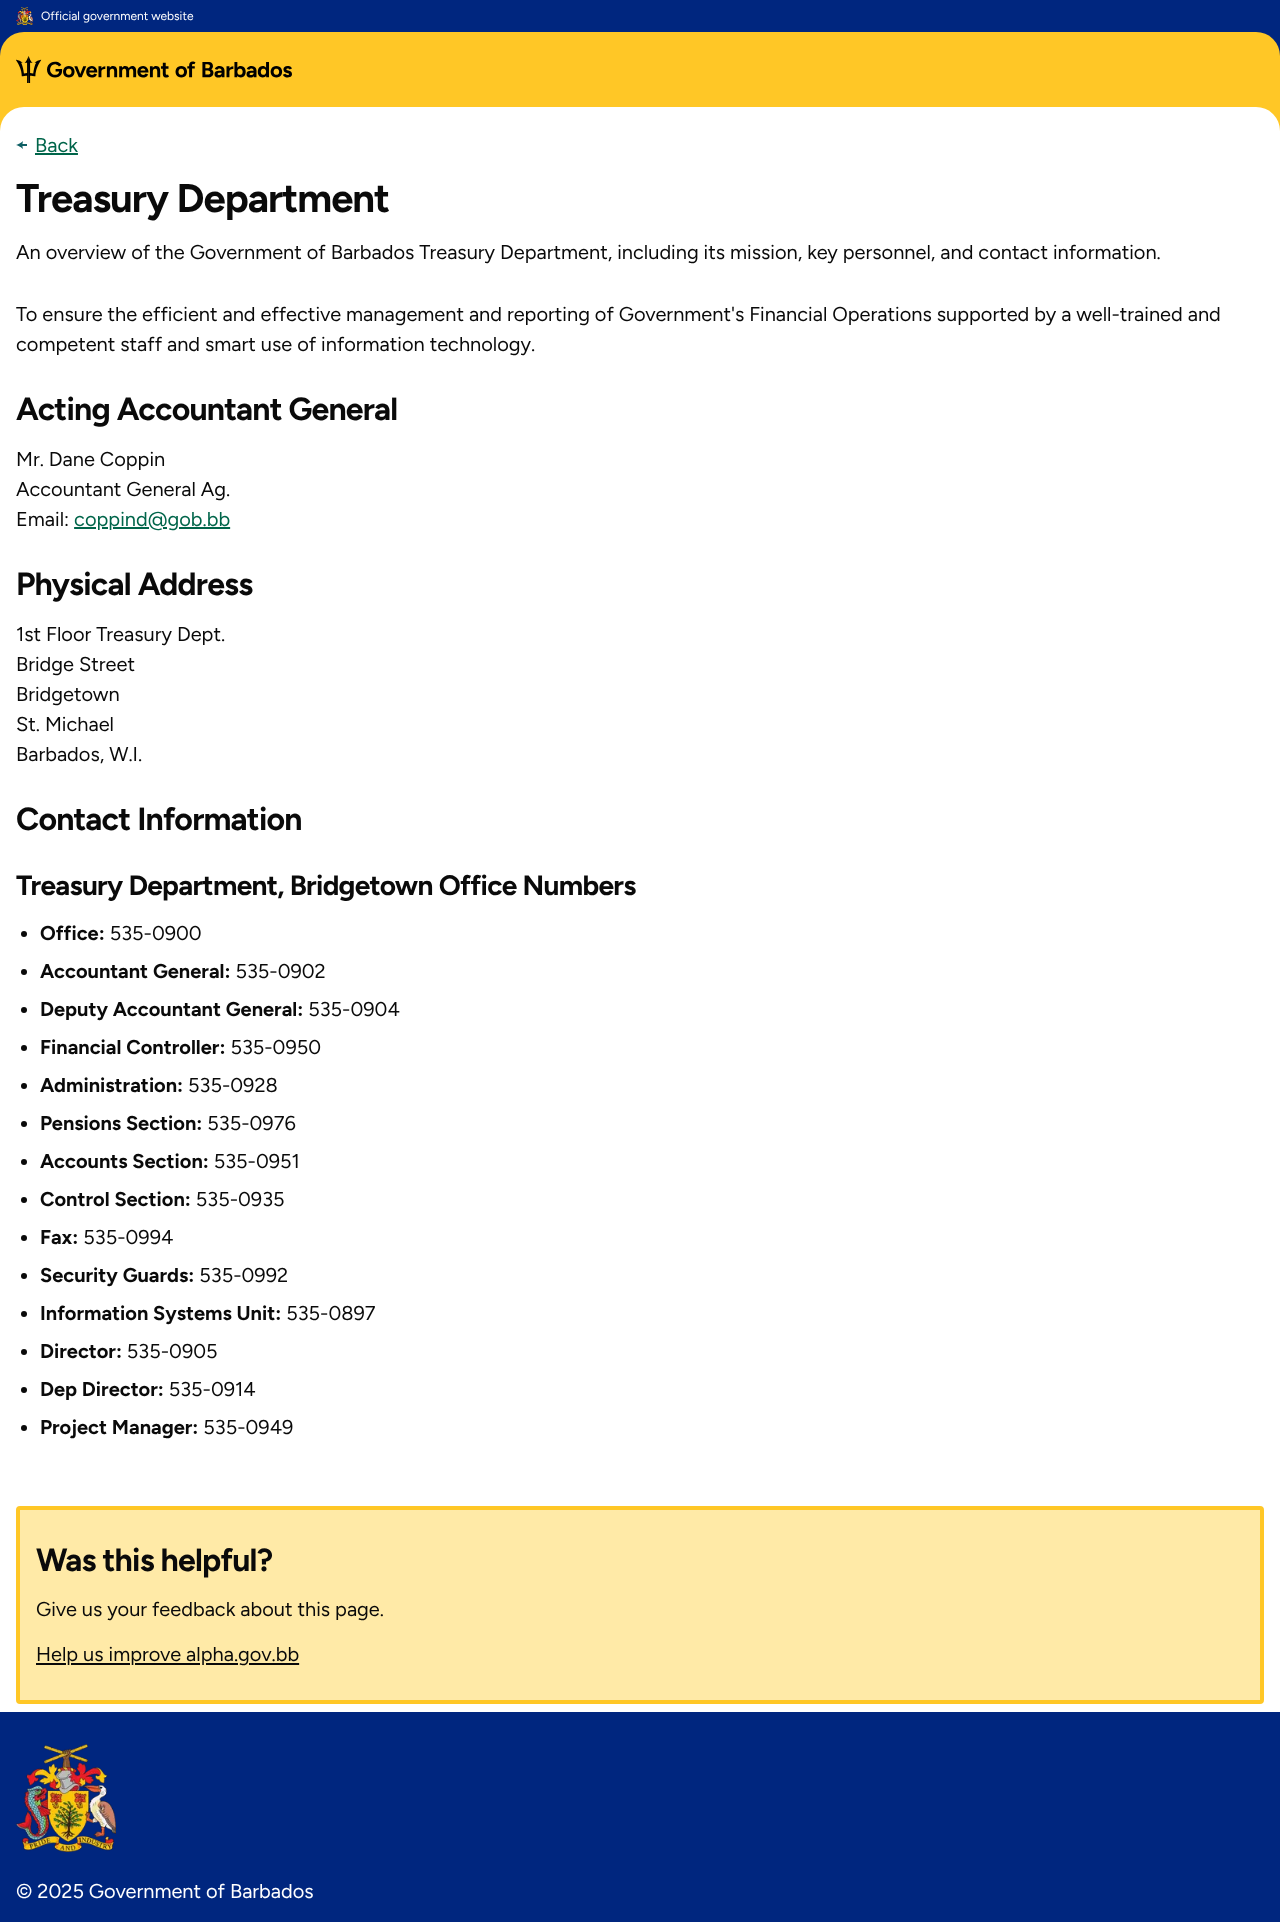 Official government website
Government of Barbados
Back
Treasury Department
An overview of the Government of Barbados Treasury Department, including its mission, key personnel, and contact information.
To ensure the efficient and effective management and reporting of Government's Financial Operations supported by a well-trained and
competent staff and smart use of information technology.
Acting Accountant General
Mr. Dane Coppin
Accountant General Ag.
Email: coppind@gob.bb
Physical Address
1st Floor Treasury Dept.
Bridge Street
Bridgetown
St. Michael
Barbados, W.I.
Contact Information
Treasury Department, Bridgetown Office Numbers
Office: 535-0900
Accountant General: 535-0902
Deputy Accountant General: 535-0904
Financial Controller: 535-0950
Administration: 535-0928
Pensions Section: 535-0976
Accounts Section: 535-0951
Control Section: 535-0935
Fax: 535-0994
Security Guards: 535-0992
Information Systems Unit: 535-0897
Director: 535-0905
Dep Director: 535-0914
Project Manager: 535-0949
Was this helpful?
Give us your feedback about this page.
Help us improve alpha.gov.bb
PRIDE AND INDUSTRY
© 2025 Government of Barbados